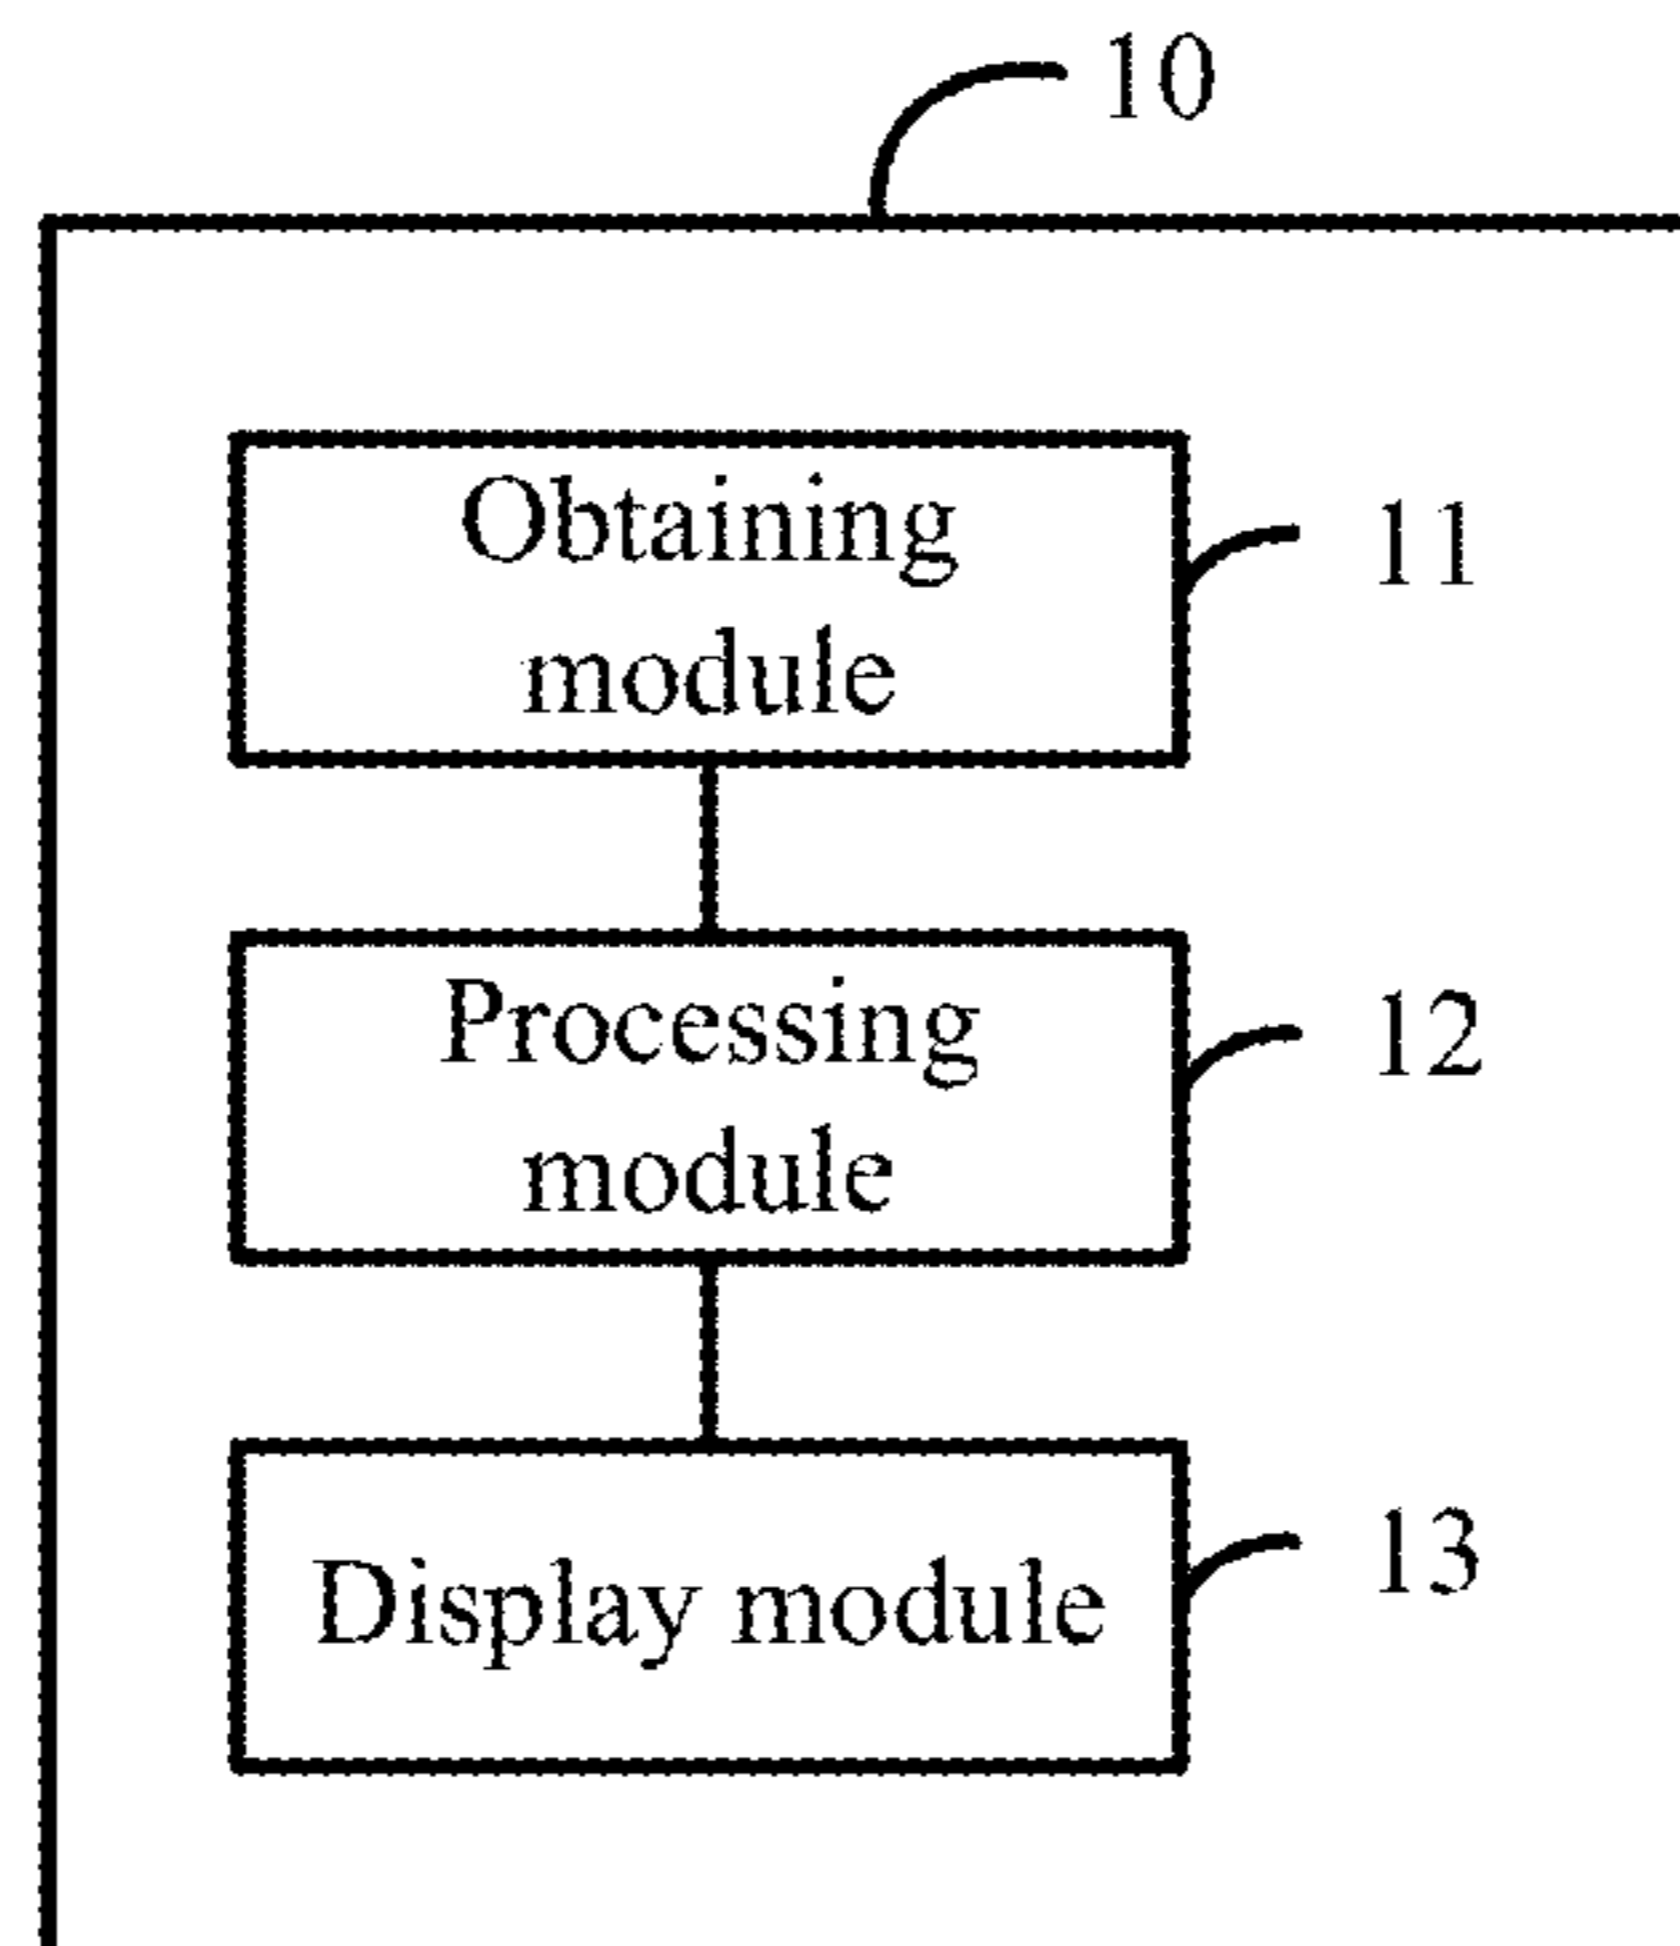 10
Obtaining
module
11
Processing
module
12
Display module
13